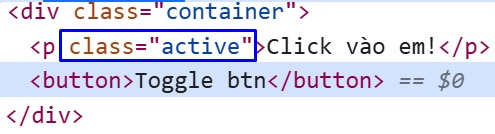 <div class="container">
<p class="active">Click vào em!</p>
<button>Toggle btn</button> == $0
</div>